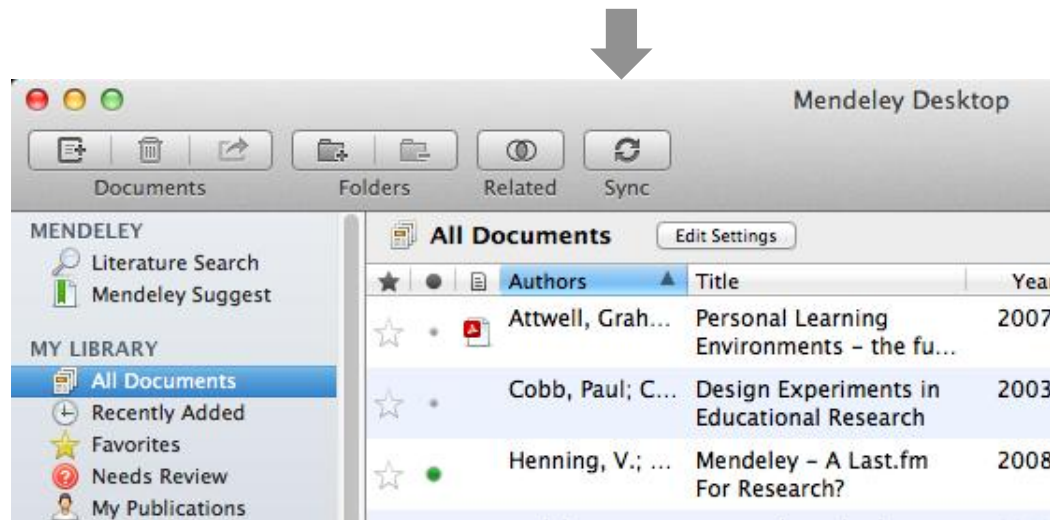 Mendeley Desktop
Documents
Folders
Related
Sync
MENDELEY
Literature Search
Mendeley Suggest
MY LIBRARY
All Documents
Recently Added
Favorites
Needs Review
My Publications
All Documents
Edit Settings
Authors Title Year
Attwell, Grah... Personal Learning 2007
Environments – the fu...
Cobb, Paul; C... Design Experiments in 2003
Educational Research
Henning, V.; ... Mendeley – A Last.fm 2008
For Research?